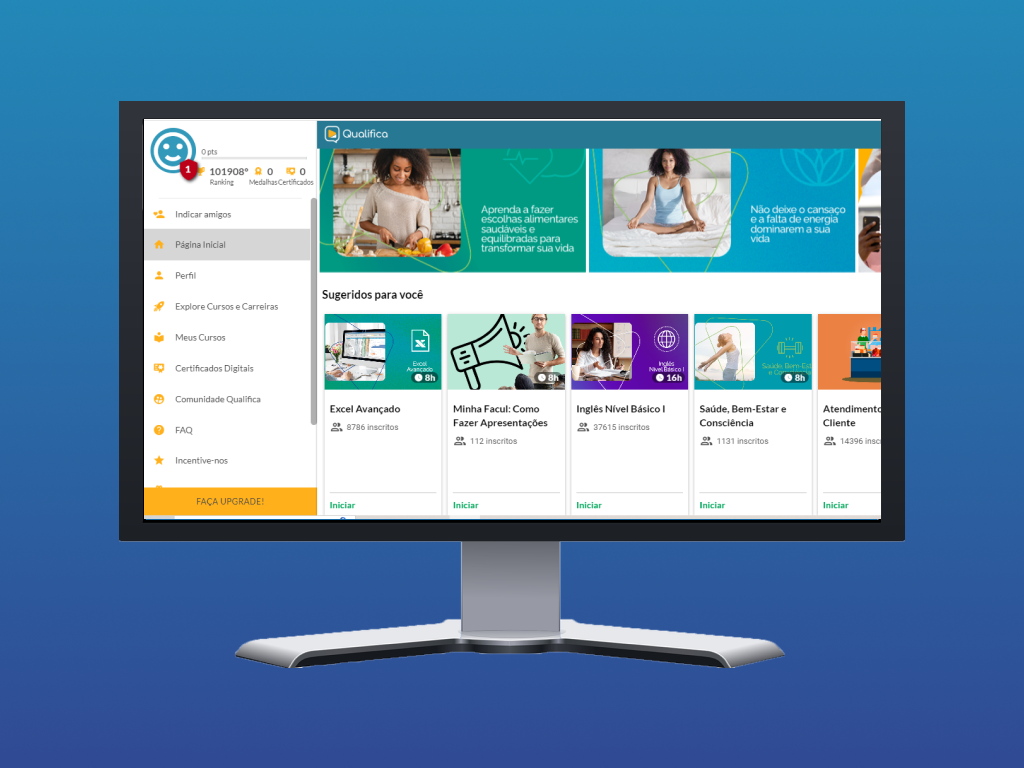 0 pts
1
101908º
0
0
Ranking
Medalhas
Certificados
Indicar amigos
Página Inicial
Perfil
Explore Cursos e Carreiras
Meus Cursos
Certificados Digitais
Comunidade Qualifica
FAQ
Incentive-nos
FAÇA UPGRADE!
Qualifica
Aprenda a fazer
escolhas alimentares
saudáveis e
equilibradas para
transformar sua vida
Não deixe o cansaço
e a falta de energia
dominarem a sua
vida
Sugeridos para você
Excel
Avançado
8h
Excel Avançado
8786 inscritos
Iniciar
8h
Minha Facul: Como
Fazer Apresentações
112 inscritos
Iniciar
Inglês
Nível Básico I
16h
Inglês Nível Básico I
37615 inscritos
Iniciar
Saúde, Bem-Est
e Consciência
8h
Saúde, Bem-Estar e
Consciência
1131 inscritos
Iniciar
Atendimento
Cliente
14396 inscr
Iniciar